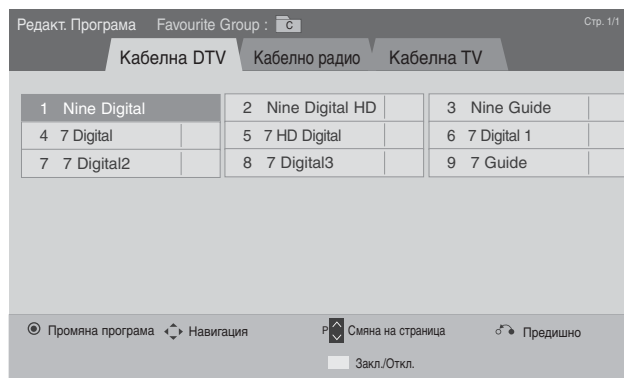 Редакт. Програма Favourite Group : C Стр. 1/1
Кабелна DTV Кабелно радио Кабелна TV
1 Nine Digital 2 Nine Digital HD 3 Nine Guide
4 7 Digital 5 7 HD Digital 6 7 Digital 1
7 7 Digital2 8 7 Digital3 9 7 Guide
Промяна програма Навигация P Смяна на страница Предишно
Закл./Откл.